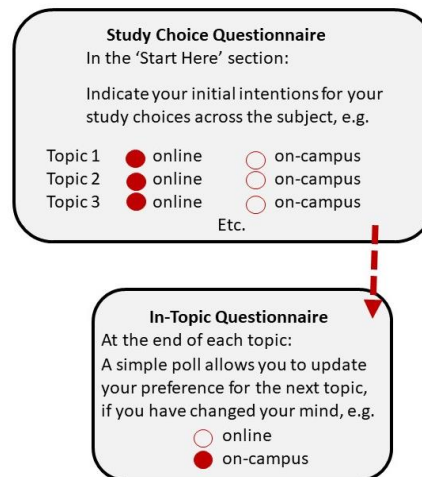 Study Choice Questionnaire
In the ‘Start Here’ section:
Indicate your initial intentions for your
study choices across the subject, e.g.
Topic 1 online on-campus
Topic 2 online on-campus
Topic 3 online on-campus
Etc.
In-Topic Questionnaire
At the end of each topic:
A simple poll allows you to update
your preference for the next topic,
if you have changed your mind, e.g.
online
on-campus